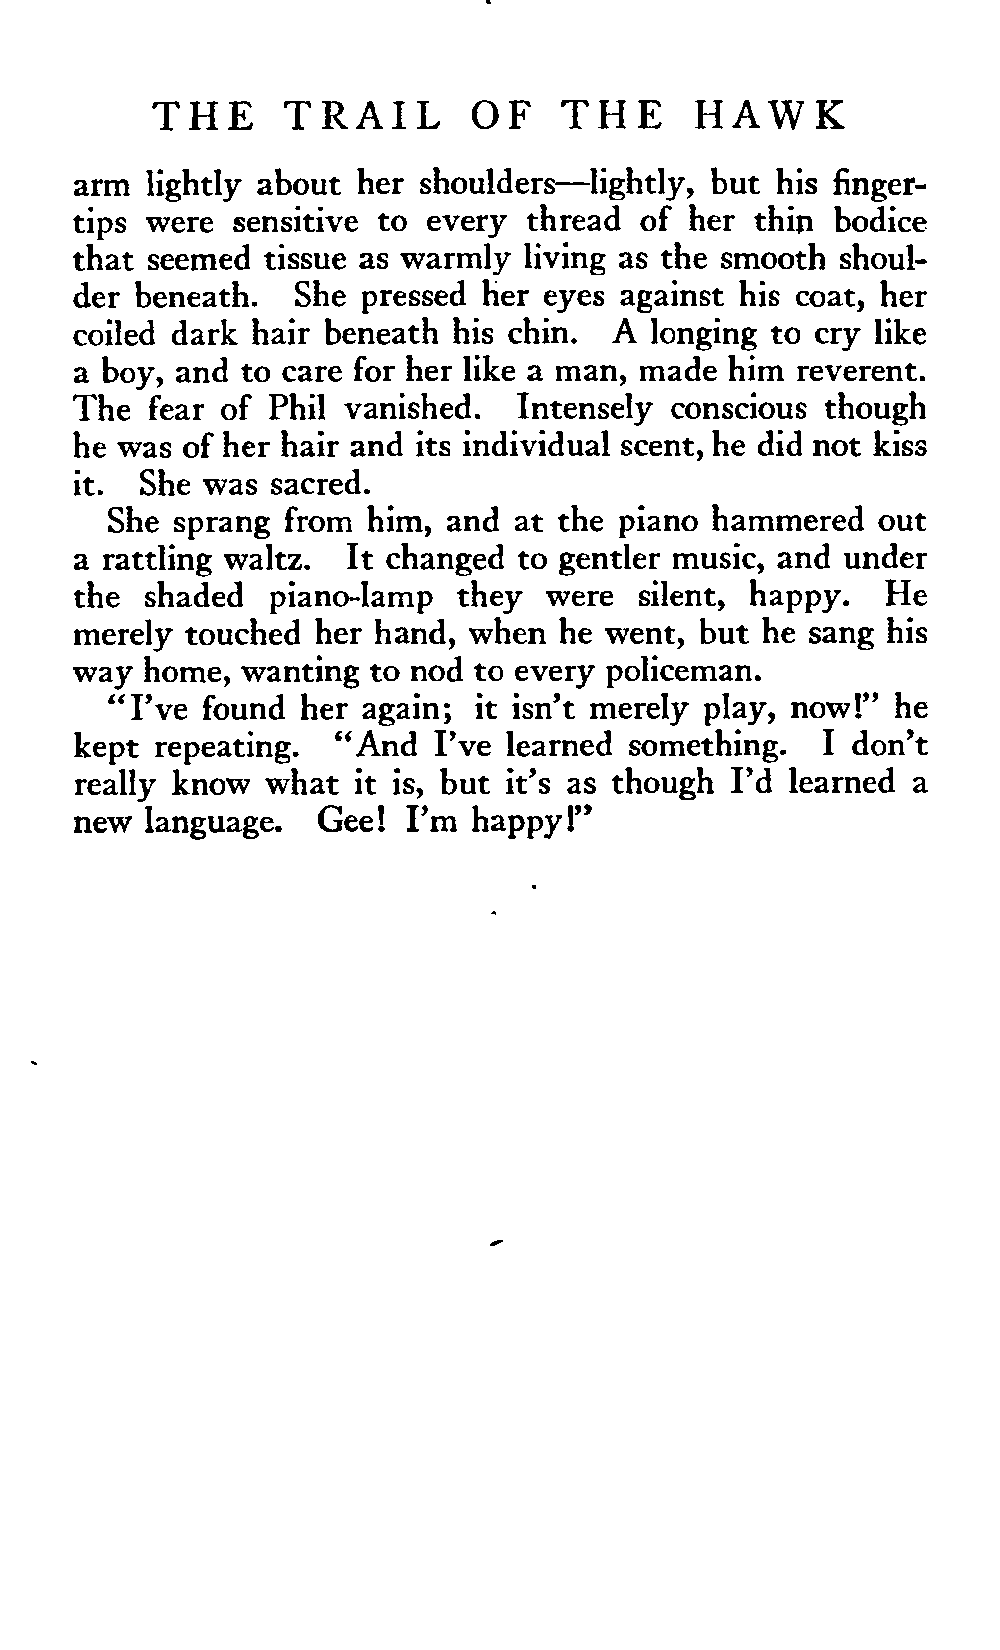 THE TRAIL OF THE HAWK
arm lightly about her shoulders—lightly, but his finger-
tips were sensitive to every thread of her thin bodice
that seemed tissue as warmly living as the smooth shoul-
der beneath. She pressed her eyes against his coat, her
coiled dark hair beneath his chin. A longing to cry like
a boy, and to care for her like a man, made him reverent.
The fear of Phil vanished. Intensely conscious though
he was of her hair and its individual scent, he did not kiss
it. She was sacred.
She sprang from him, and at the piano hammered out
a rattling waltz. It changed to gentler music, and under
the shaded piano-lamp they were silent, happy. He
merely touched her hand, when he went, but he sang his
way home, wanting to nod to every policeman.
“I’ve found her again; it isn’t merely play, now!” he
kept repeating. “And I’ve learned something. I don’t
really know what it is, but it’s as though I’d learned a
new language. Gee! I’m happy!”